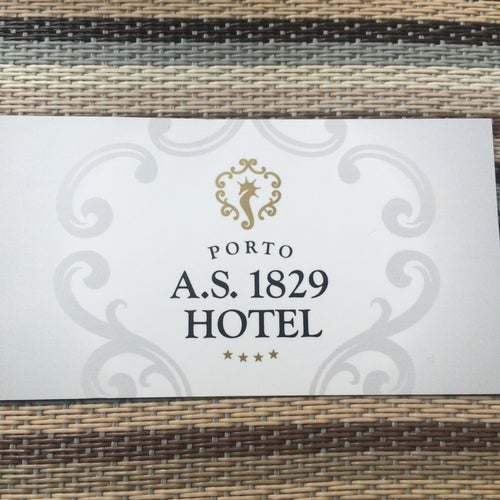 PORTO
A.S. 1829
HOTEL
★★★★